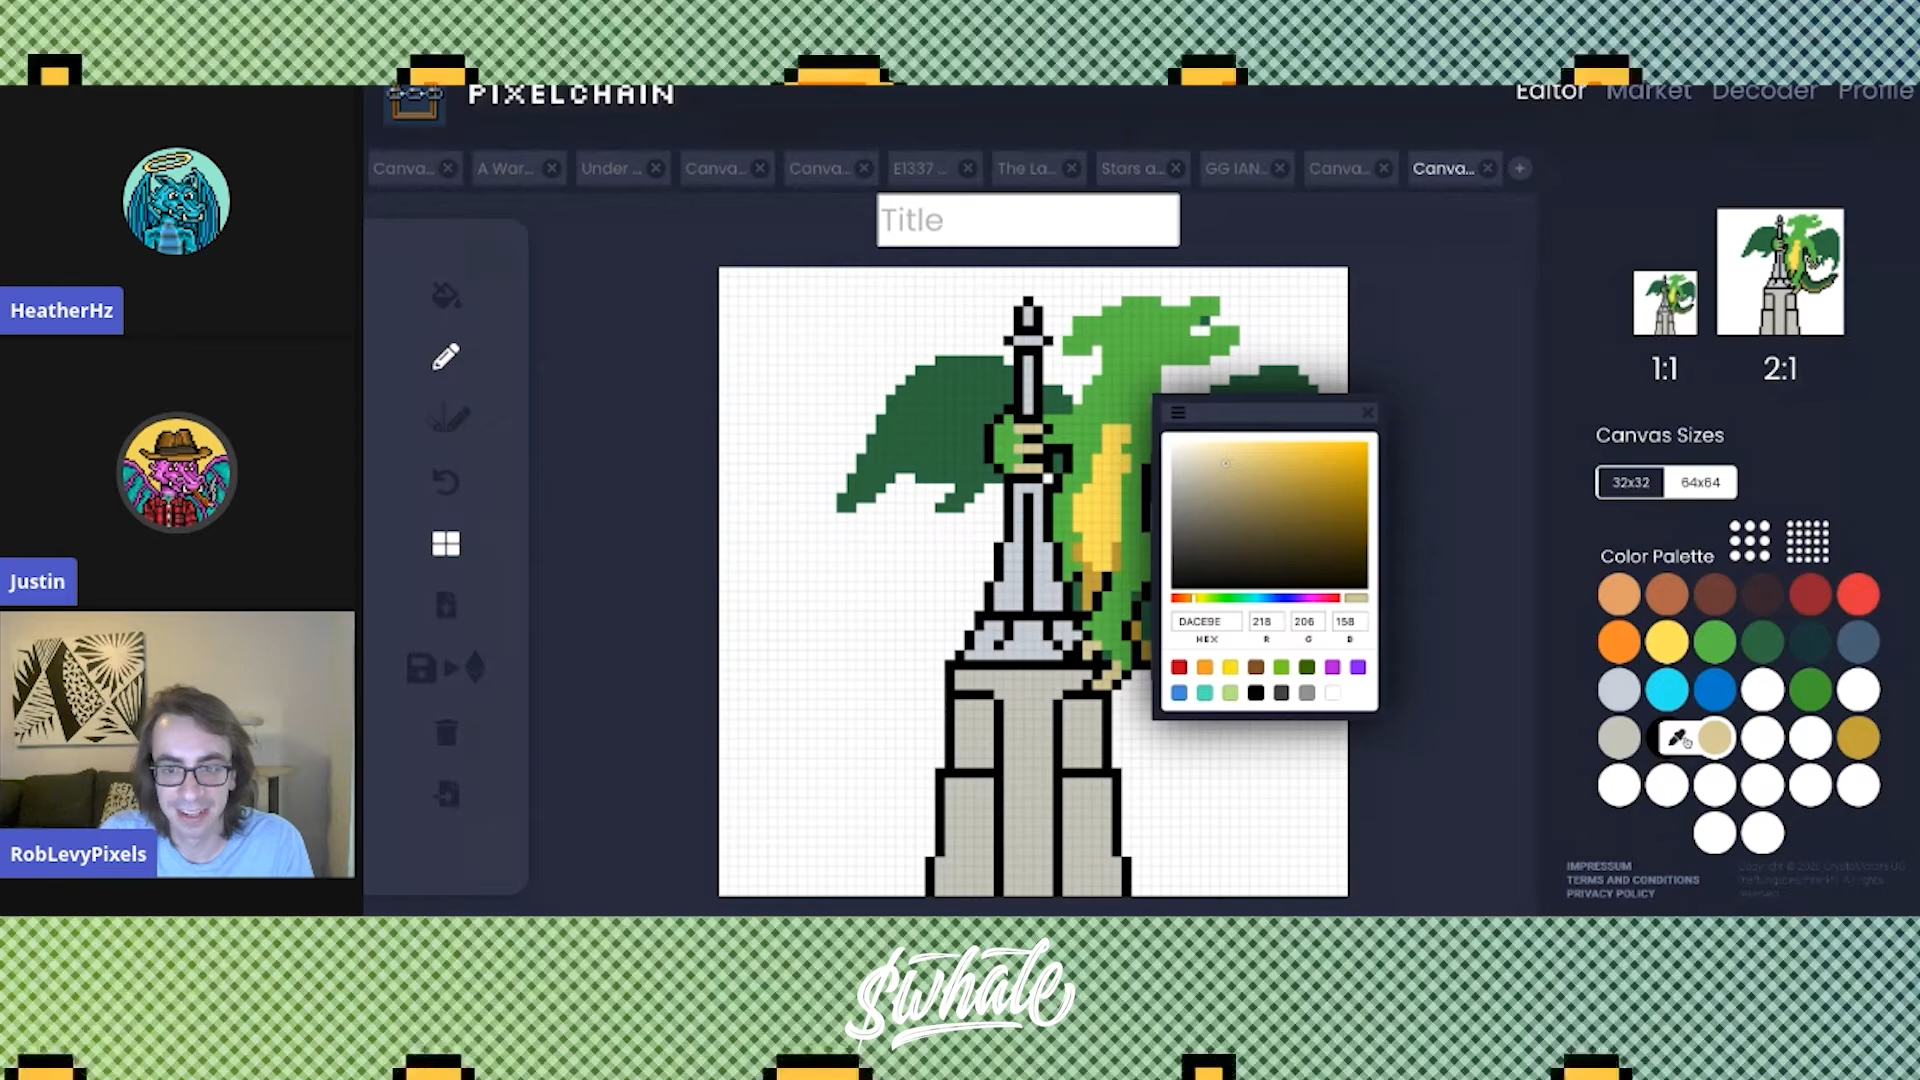 PIXELCHAIN
Editor Market Decoder Profile
Canva... A War... Under ... Canva... Canva... E1337 ... The La... Stars a... GG IAN... Canva... Canva... +
Title
HeatherHz
Justin
RobLevyPixels
1:1
2:1
Canvas Sizes
32x32 64x64
Color Palette
DACE9E 218 206 158
HEX R G B
IMPRESSUM
TERMS AND CONDITIONS
PRIVACY POLICY
$whale